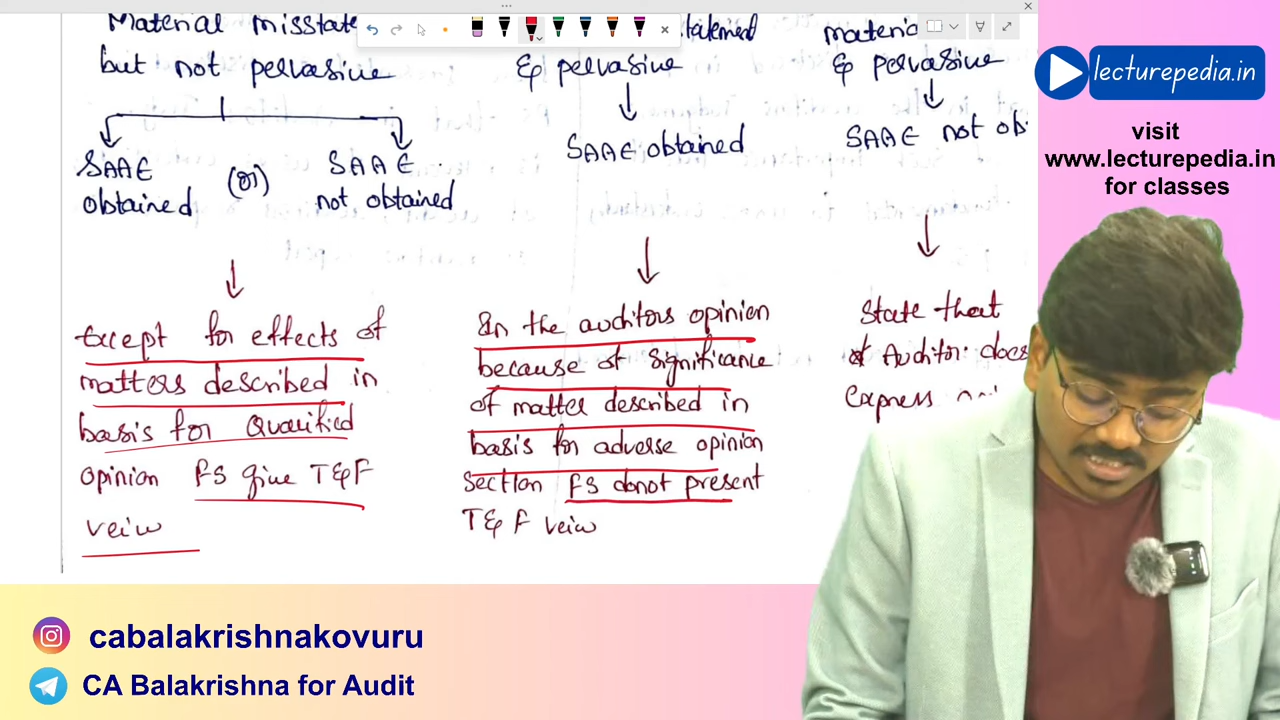 Material misstate
but not pervasive
SAAE
obtained
(or)
SAAE
not obtained
Except for effects of
matters described in
basis for Qualified
opinion FS give T&F
veiw
& pervasive
SAAE obtained
In the auditors opinion
because of significance
of matter described in
basis for adverse opinion
section FS donot present
T & F veiw
materia
& pervasive
SAAE not ob
State that
Auditor does
express
lecturepedia.in
visit
www.lecturepedia.in
for classes
cabalakrishnakovuru
CA Balakrishna for Audit